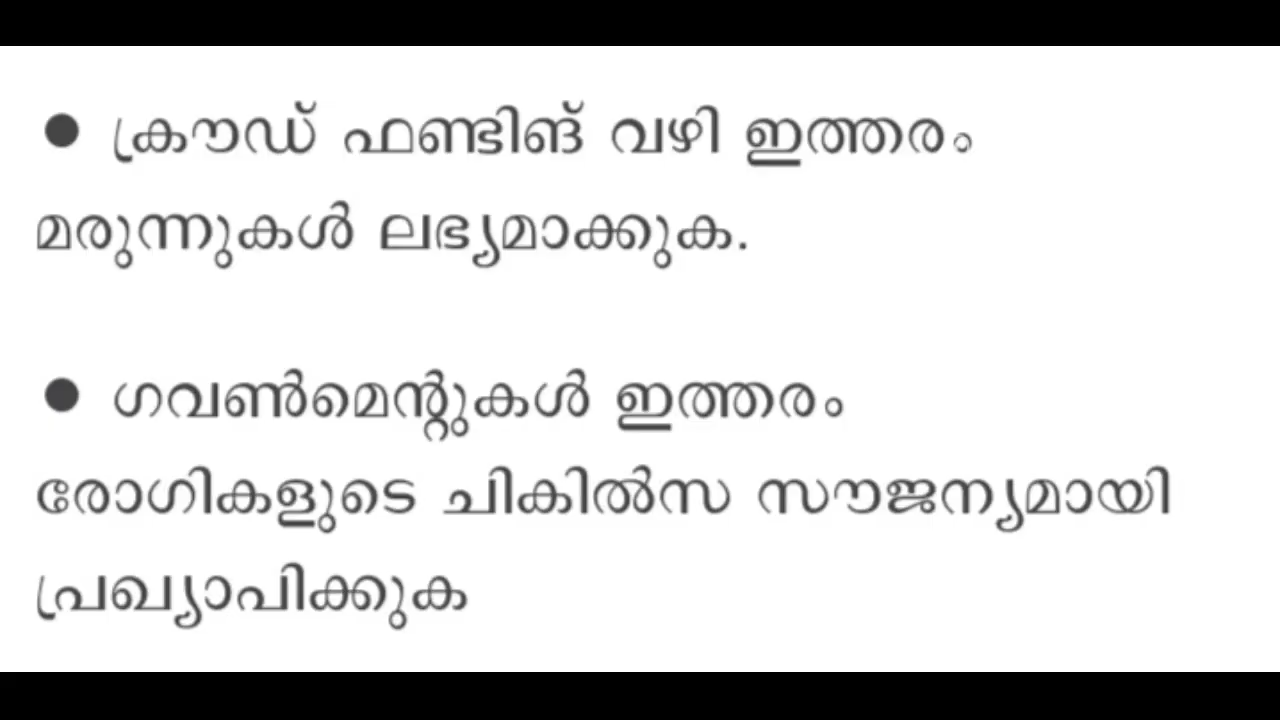 ● ക്രൗഡ് ഫണ്ടിങ് വഴി ഇത്തരം
മരുന്നുകൾ ലഭ്യമാക്കുക.
● ഗവൺമെന്റുകൾ ഇത്തരം
രോഗികളുടെ ചികിൽസ സൗജന്യമായി
പ്രഖ്യാപിക്കുക